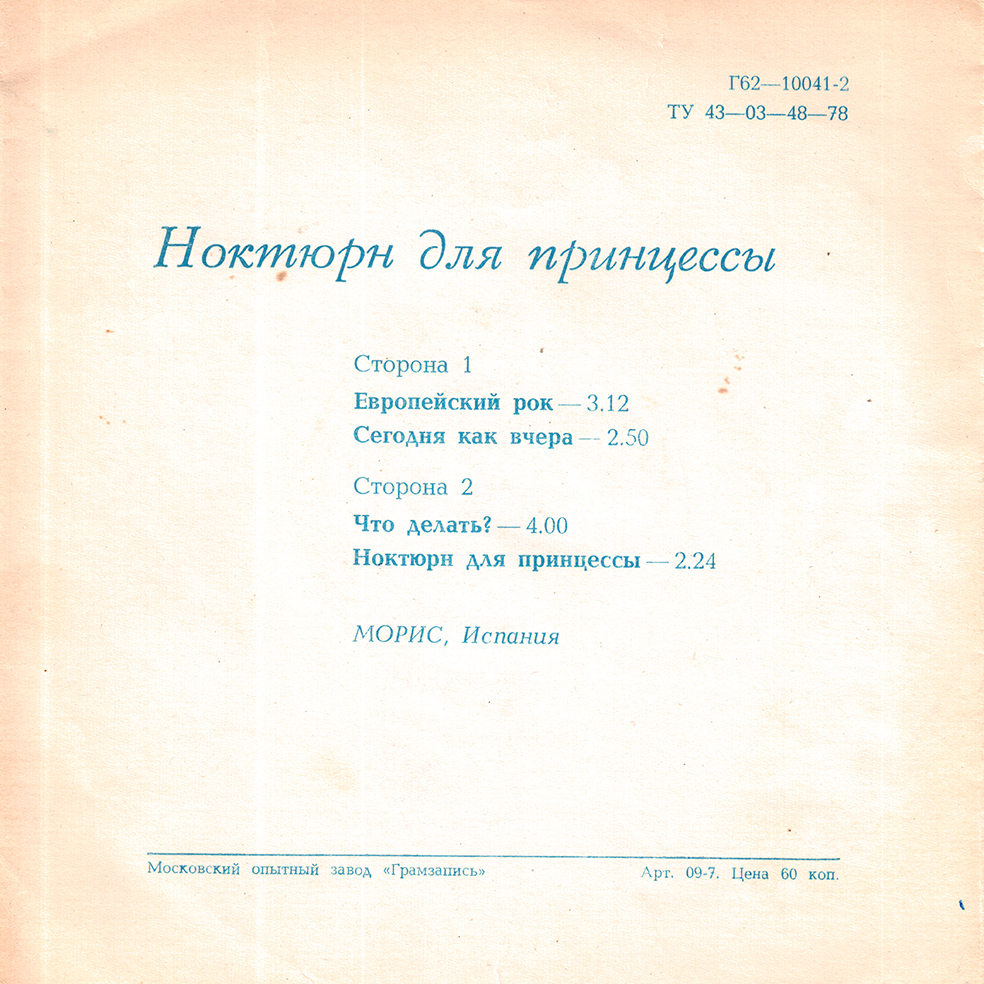 Г62—10041-2
ТУ 43—03—48—78
Ноктюрн для принцессы
Сторона 1
Европейский рок — 3.12
Сегодня как вчера — 2.50
Сторона 2
Что делать? — 4.00
Ноктюрн для принцессы — 2.24
МОРИС, Испания
Московский опытный завод «Грамзапись»
Арт. 09-7. Цена 60 коп.